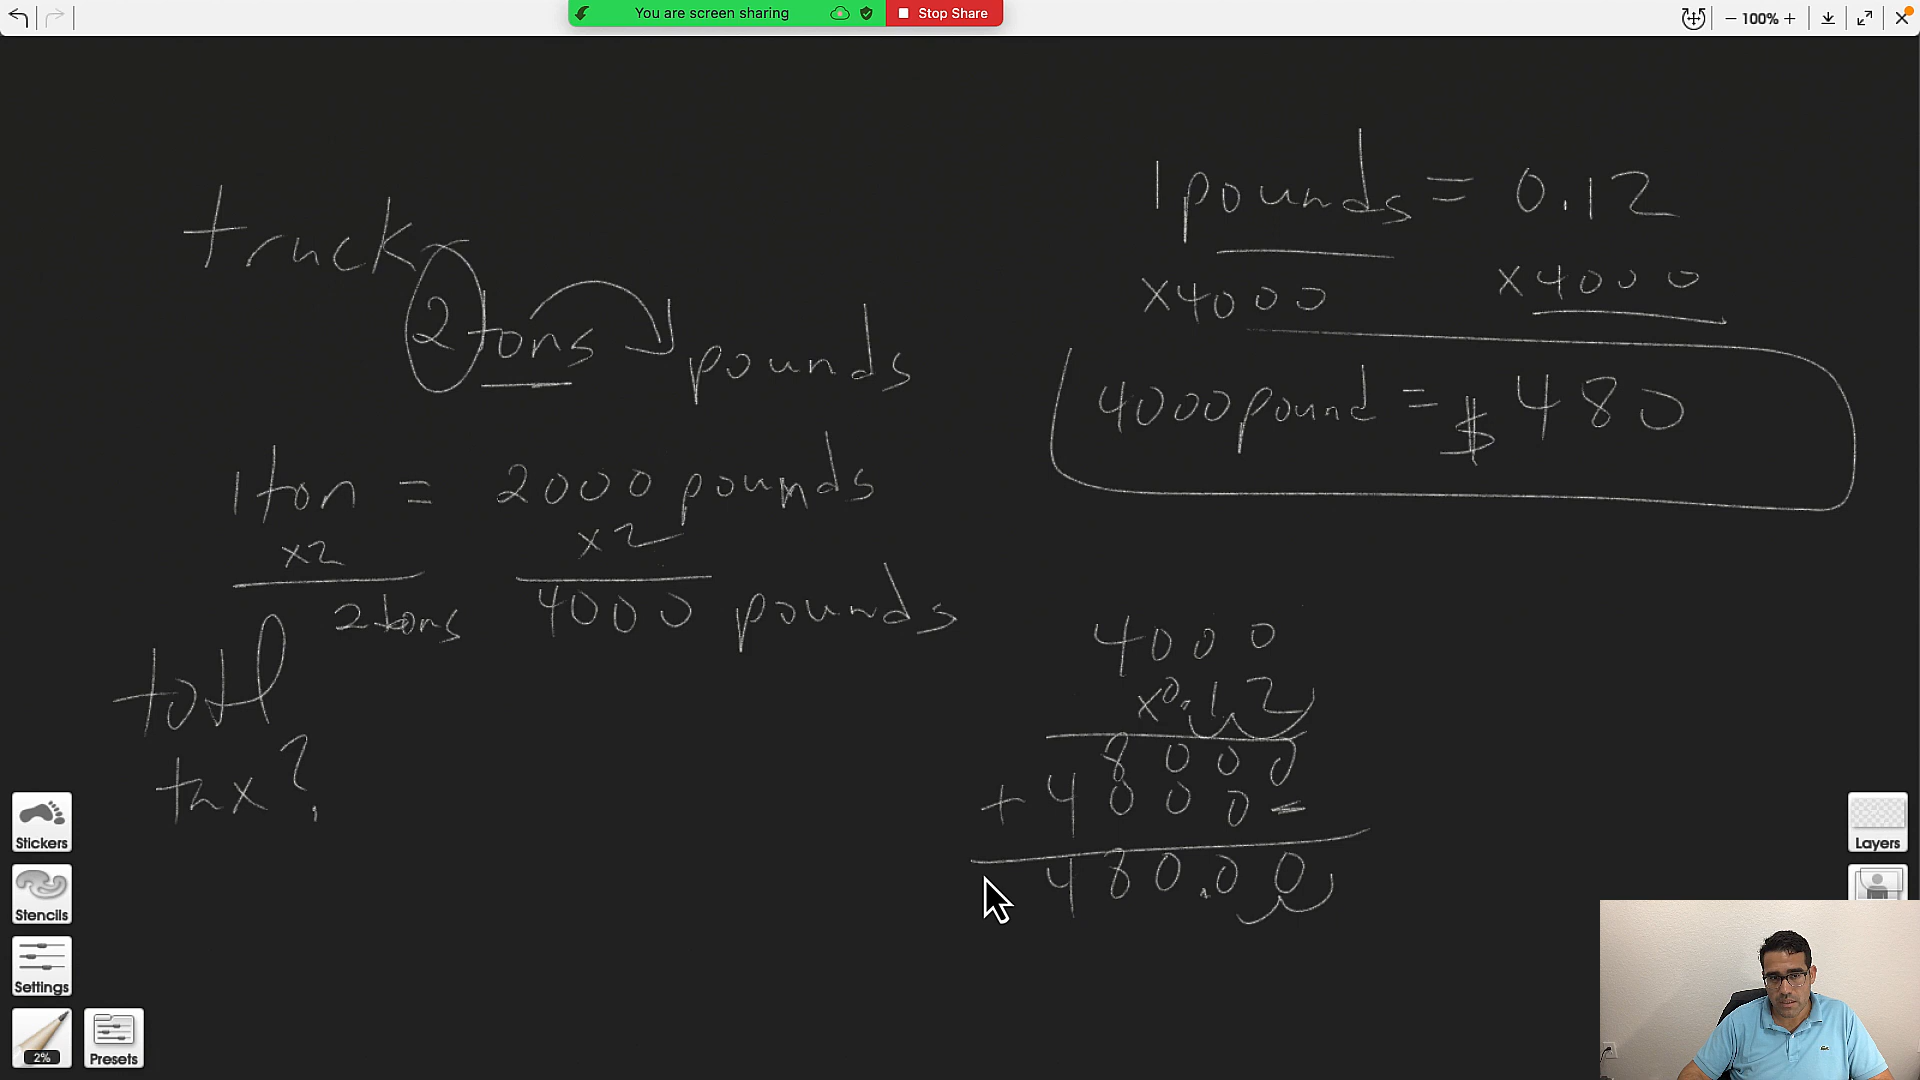 You are screen sharing
Stop Share
100%
truck
2 tons
pounds
1 ton = 2000 pounds
x2 x2
2 tons 4000 pounds
totl
tax?
1 pounds = 0.12
x4000 x4000
4000 pound = $ 480
4000
x0.12
8000
+ 4000-
480.00
Stickers
Stencils
Settings
2%
Presets
Layers